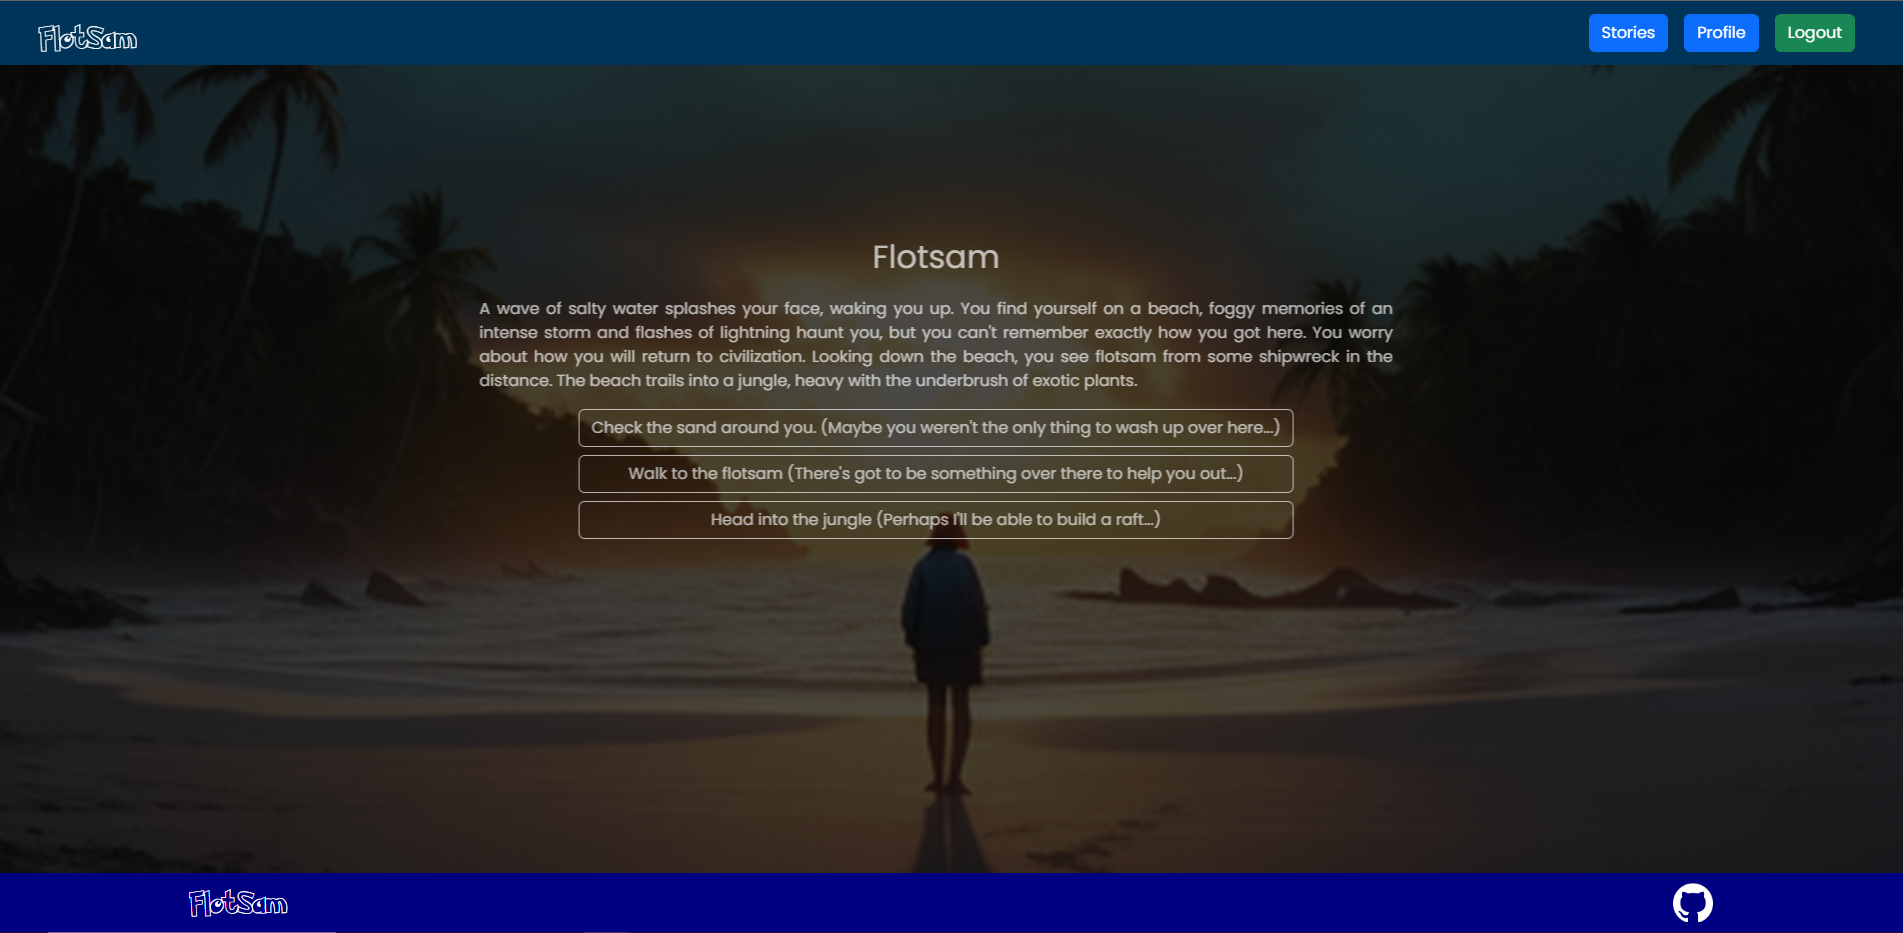 FlotSam
Stories
Profile
Logout
Flotsam
A wave of salty water splashes your face, waking you up. You find yourself on a beach, foggy memories of an
intense storm and flashes of lightning haunt you, but you can't remember exactly how you got here. You worry
about how you will return to civilization. Looking down the beach, you see flotsam from some shipwreck in the
distance. The beach trails into a jungle, heavy with the underbrush of exotic plants.
Check the sand around you. (Maybe you weren't the only thing to wash up over here...)
Walk to the flotsam (There's got to be something over there to help you out...)
Head into the jungle (Perhaps I'll be able to build a raft...)
FlotSam